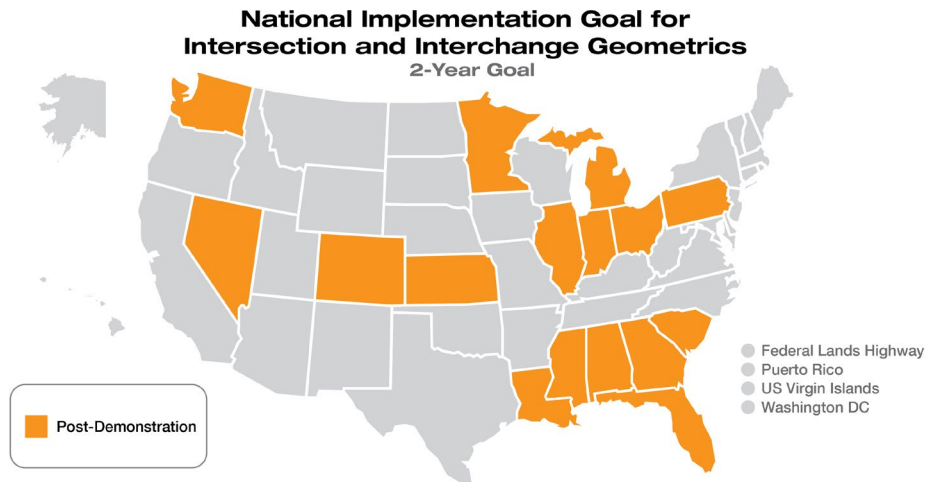 National Implementation Goal for
Intersection and Interchange Geometrics
2-Year Goal
Federal Lands Highway
Puerto Rico
US Virgin Islands
Washington DC
Post-Demonstration